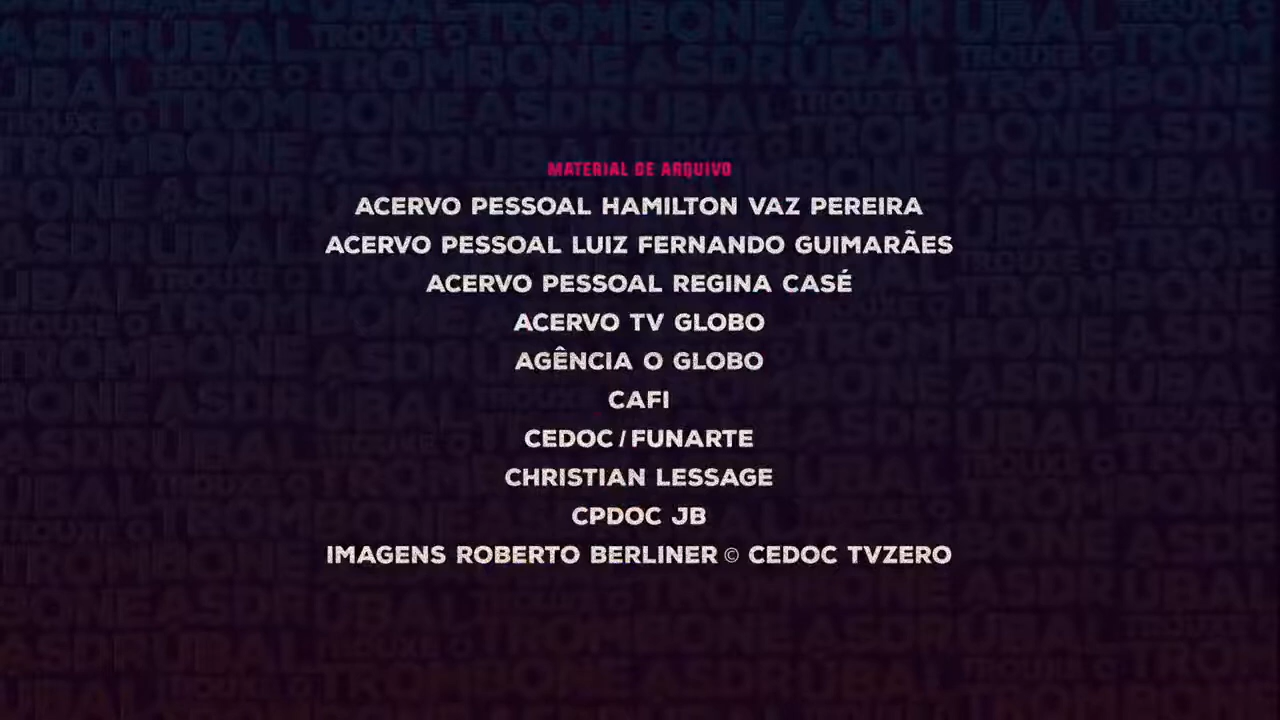 MATERIAL DE ARQUIVO
ACERVO PESSOAL HAMILTON VAZ PEREIRA
ACERVO PESSOAL LUIZ FERNANDO GUIMARÃES
ACERVO PESSOAL REGINA CASÉ
ACERVO TV GLOBO
AGÊNCIA O GLOBO
CAFI
CEDOC / FUNARTE
CHRISTIAN LESSAGE
CPDOC JB
IMAGENS ROBERTO BERLINER © CEDOC TVZERO